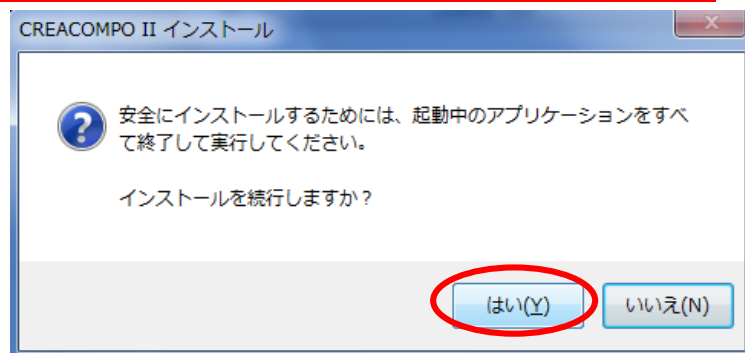 CREACOMPO II インストール
安全にインストールするためには、起動中のアプリケーションをすべ
て終了して実行してください。
インストールを続行しますか？
はい(Y)
いいえ(N)